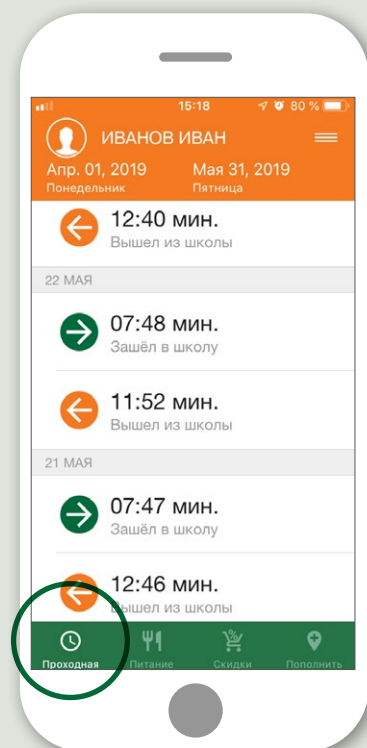 15:18 80 %
ИВАНОВ ИВАН
Апр. 01, 2019 Мая 31, 2019
Понедельник Пятница
12:40 мин.
Вышел из школы
22 МАЯ
07:48 мин.
Зашёл в школу
11:52 мин.
Вышел из школы
21 МАЯ
07:47 мин.
Зашёл в школу
12:46 мин.
Вышел из школы
Проходная Питание Скидки Пополнить